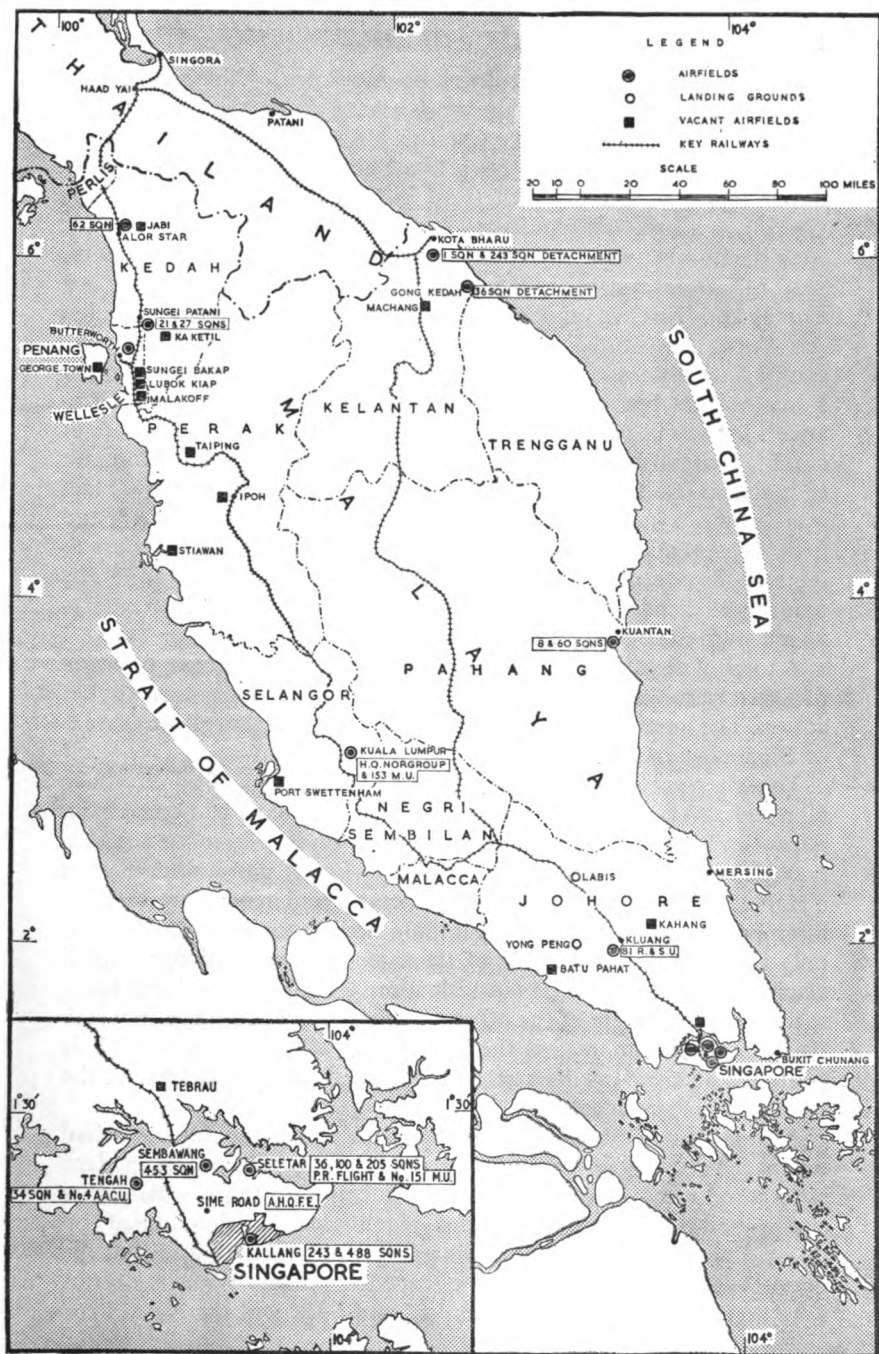 100°
102°
104°
LEGEND
AIRFIELDS
LANDING GROUNDS
VACANT AIRFIELDS
KEY RAILWAYS
SCALE
20 10 0 20 40 60 80 100 MILES
THAILAND
SINGORA
HAAD YAI
PATANI
PERLIS
62 SQN
JABI
ALOR STAR
KEDAH
6°
KOTA BHARU
1 SQN & 243 SQN DETACHMENT
6°
GONG KEDAH
36 SQN DETACHMENT
MACHANG
SUNGEI PATANI
21 & 27 SQNS
BUTTERWORTH
KA KETIL
PENANG
GEORGE TOWN
SUNGEI BAKAP
LUBOK KIAP
MALAKOFF
WELLESLEY
PERAK
KELANTAN
TRENGGANU
SOUTH CHINA SEA
MALAYA
TAIPING
IPOH
STIAWAN
4°
4°
KUANTAN
8 & 60 SQNS
PAHANG
STRAIT OF MALACCA
SELANGOR
KUALA LUMPUR
H.Q. NORGROUP
& 153 M.U.
PORT SWETTENHAM
NEGRI
SEMBILAN
MALACCA
LABIS
MERSING
JOHORE
KAHANG
2°
2°
YONG PENG
KLUANG
81 R. & S.U.
BATU PAHAT
BUKIT CHUNANG
SINGAPORE
104°
104°
1°30'
1°30'
TEBRAU
SEMBAWANG
453 SQN
SELETAR
36, 100 & 205 SQNS
P.R. FLIGHT & No. 151 M.U.
TENGAH
34 SQN & No. 4 A.A.C.U.
SIME ROAD
A.H.Q.F.E.
KALLANG
243 & 488 SQNS
SINGAPORE
104°